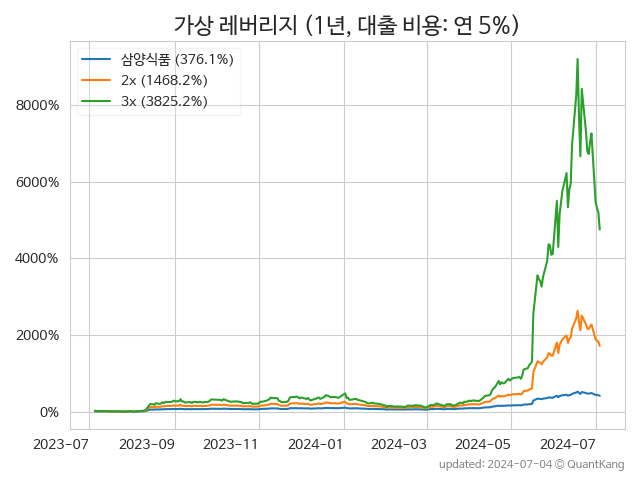 가상 레버리지 (1년, 대출 비용: 연 5%)
삼양식품 (376.1%)
2x (1468.2%)
3x (3825.2%)
8000%
6000%
4000%
2000%
0%
2023-07 2023-09 2023-11 2024-01 2024-03 2024-05 2024-07
updated: 2024-07-04 @ QuantKang